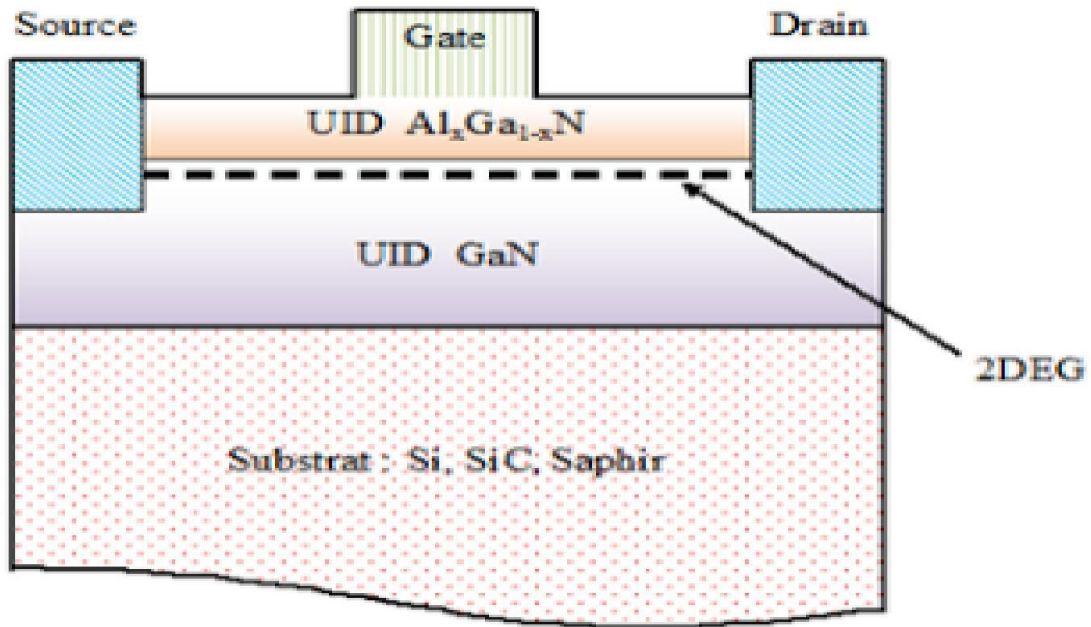 Source
Gate
Drain
UID AlₓGa₁₋ₓN
UID GaN
2DEG
Substrat : Si, SiC, Saphir